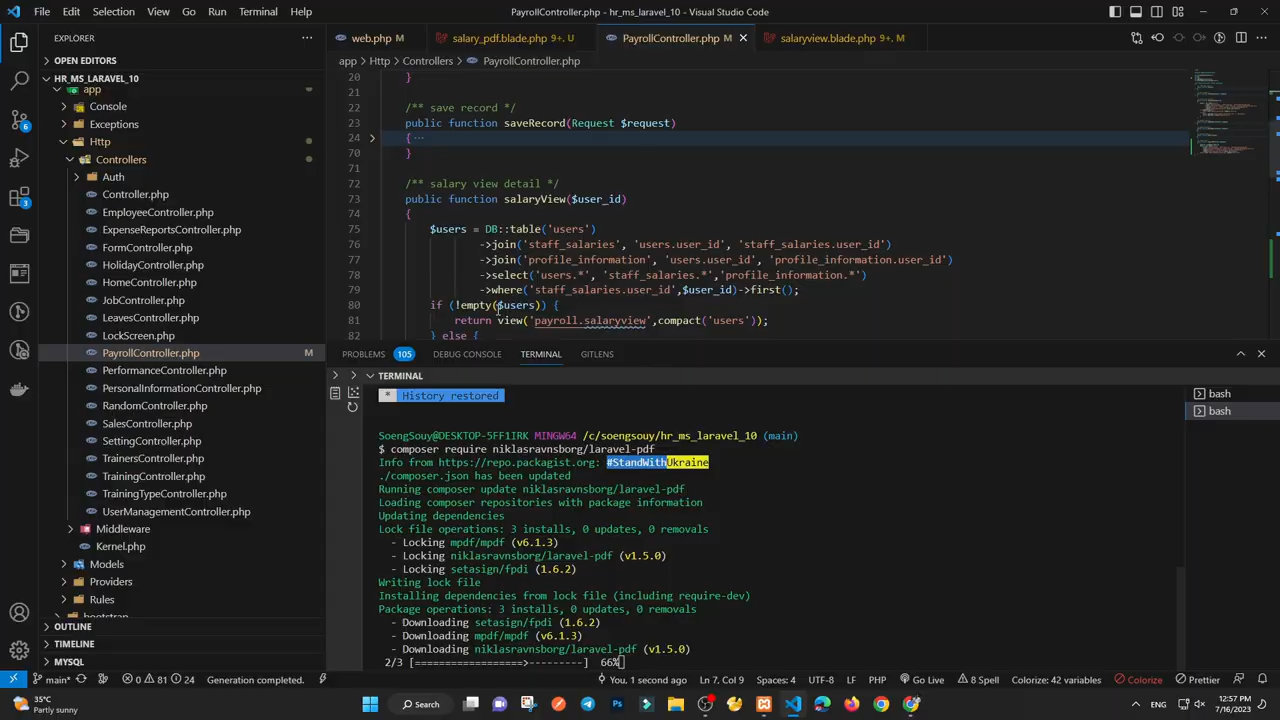 File Edit Selection View Go Run Terminal Help
PayrollController.php - hr_ms_laravel_10 - Visual Studio Code
EXPLORER
OPEN EDITORS
HR_MS_LARAVEL_10
app
Console
Exceptions
Http
Controllers
Auth
Controller.php
EmployeeController.php
ExpenseReportsController.php
FormController.php
HolidayController.php
HomeController.php
JobController.php
LeavesController.php
LockScreen.php
PayrollController.php M
PerformanceController.php
PersonalInformationController.php
RandomController.php
SalesController.php
SettingController.php
TrainersController.php
TrainingController.php
TrainingTypeController.php
UserManagementController.php
Middleware
Kernel.php
Models
Providers
Rules
bootstrap
OUTLINE
TIMELINE
MYSQL
6
3
web.php M
salary_pdf.blade.php 9+, U
PayrollController.php M
salaryview.blade.php 9+, M
app > Http > Controllers > PayrollController.php
20 }
21
22 /** save record */
23 public function saveRecord(Request $request)
24 { ...
70 }
71
72 /** salary view detail */
73 public function salaryView($user_id)
74 {
75 $users = DB::table('users')
76 ->join('staff_salaries', 'users.user_id', 'staff_salaries.user_id')
77 ->join('profile_information', 'users.user_id', 'profile_information.user_id')
78 ->select('users.*', 'staff_salaries.*','profile_information.*')
79 ->where('staff_salaries.user_id',$user_id)->first();
80 if (!empty($users)) {
81 return view('payroll.salaryview',compact('users'));
82 } else {
PROBLEMS 105 DEBUG CONSOLE TERMINAL GITLENS
TERMINAL
* History restored
SoengSouy@DESKTOP-5FF1IRK MINGW64 /c/soengsouy/hr_ms_laravel_10 (main)
$ composer require niklasravnsborg/laravel-pdf
Info from https://repo.packagist.org: #StandWithUkraine
./composer.json has been updated
Running composer update niklasravnsborg/laravel-pdf
Loading composer repositories with package information
Updating dependencies
Lock file operations: 3 installs, 0 updates, 0 removals
- Locking mpdf/mpdf (v6.1.3)
- Locking niklasravnsborg/laravel-pdf (v1.5.0)
- Locking setasign/fpdi (1.6.2)
Writing lock file
Installing dependencies from lock file (including require-dev)
Package operations: 3 installs, 0 updates, 0 removals
- Downloading setasign/fpdi (1.6.2)
- Downloading mpdf/mpdf (v6.1.3)
- Downloading niklasravnsborg/laravel-pdf (v1.5.0)
2/3 [==================>---------] 66%
bash
bash
main* 0 81 24 Generation completed. You, 1 second ago Ln 7, Col 9 Spaces: 4 UTF-8 LF PHP Go Live 8 Spell Colorize: 42 variables Colorize Prettier
35°C
Partly sunny
Search
ENG
12:57 PM
7/16/2023